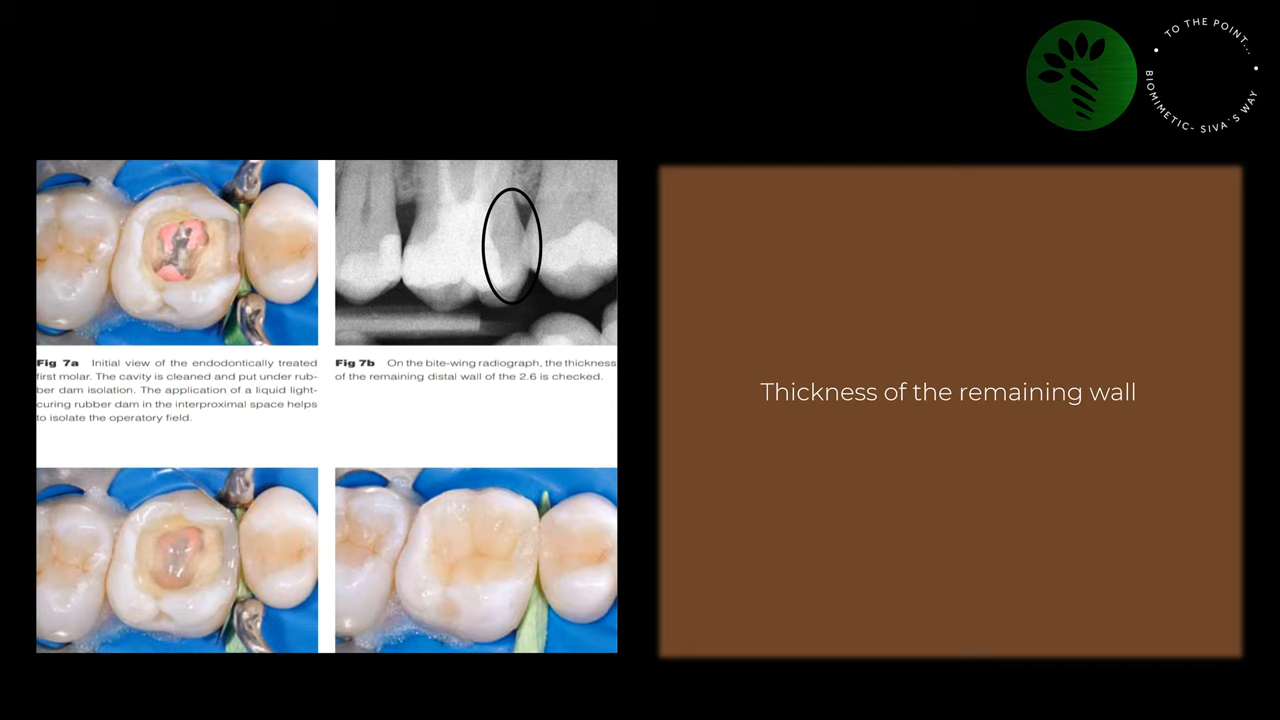 TO THE POINT...
BIOMIMETIC- SIVA`S WAY
Fig 7a Initial view of the endodontically treated
first molar. The cavity is cleaned and put under rub-
ber dam isolation. The application of a liquid light-
curing rubber dam in the interproximal space helps
to isolate the operatory field.
Fig 7b On the bite-wing radiograph, the thickness
of the remaining distal wall of the 2.6 is checked.
Thickness of the remaining wall